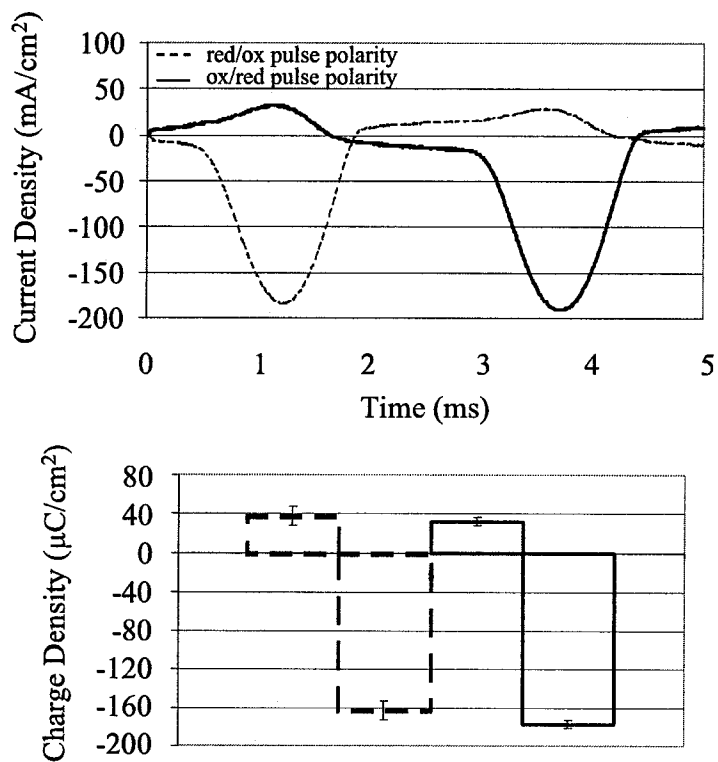 100
50
0
-50
-100
-150
-200
Current Density (mA/cm²)
red/ox pulse polarity
ox/red pulse polarity
0 1 2 3 4 5
Time (ms)
80
40
0
-40
-80
-120
-160
-200
Charge Density (μC/cm²)